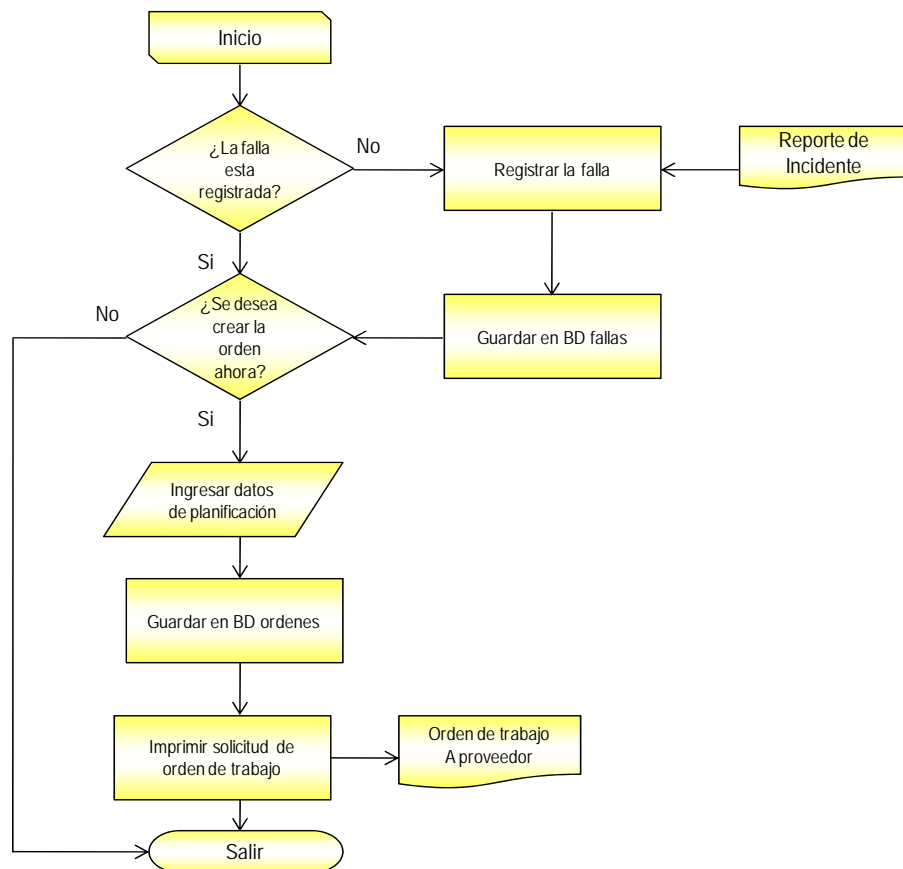 Inicio
¿La falla
esta
registrada?
No
Registrar la falla
Reporte de
Incidente
Si
¿Se desea
crear la
orden
ahora?
No
Guardar en BD fallas
Si
Ingresar datos
de planificación
Guardar en BD ordenes
Imprimir solicitud de
orden de trabajo
Orden de trabajo
A proveedor
Salir